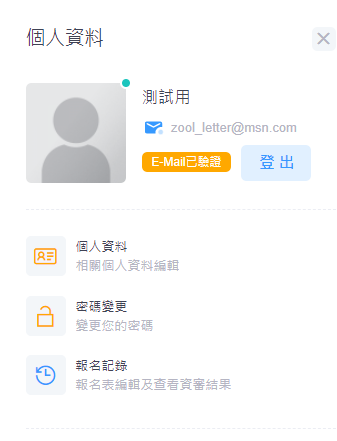 個人資料
測試用
zool_letter@msn.com
E-Mail已驗證
登 出
個人資料
相關個人資料編輯
密碼變更
變更您的密碼
報名記錄
報名表編輯及查看資審結果